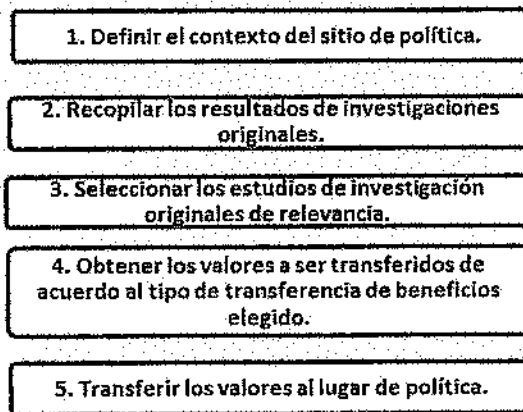 1. Definir el contexto del sitio de política.
2. Recopilar los resultados de investigaciones
originales.
3. Seleccionar los estudios de investigación
originales de relevancia.
4. Obtener los valores a ser transferidos de
acuerdo al tipo de transferencia de beneficios
elegido.
5. Transferir los valores al lugar de política.